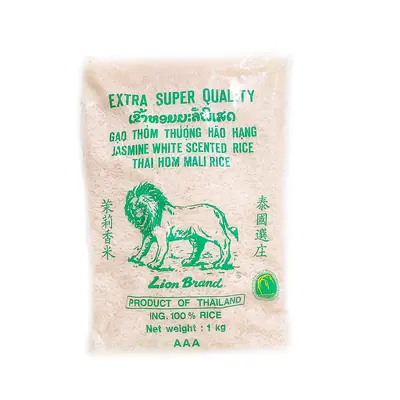 EXTRA SUPER QUALITY
ເຂົ້າຫອມມະລິພິເສດ
GẠO THƠM THƯỢNG HẢO HẠNG
JASMINE WHITE SCENTED RICE
THAI HOM MALI RICE
茉莉香米
泰國選庄
Lion Brand
PRODUCT OF THAILAND
ING. 100% RICE
Net weight : 1 kg
AAA